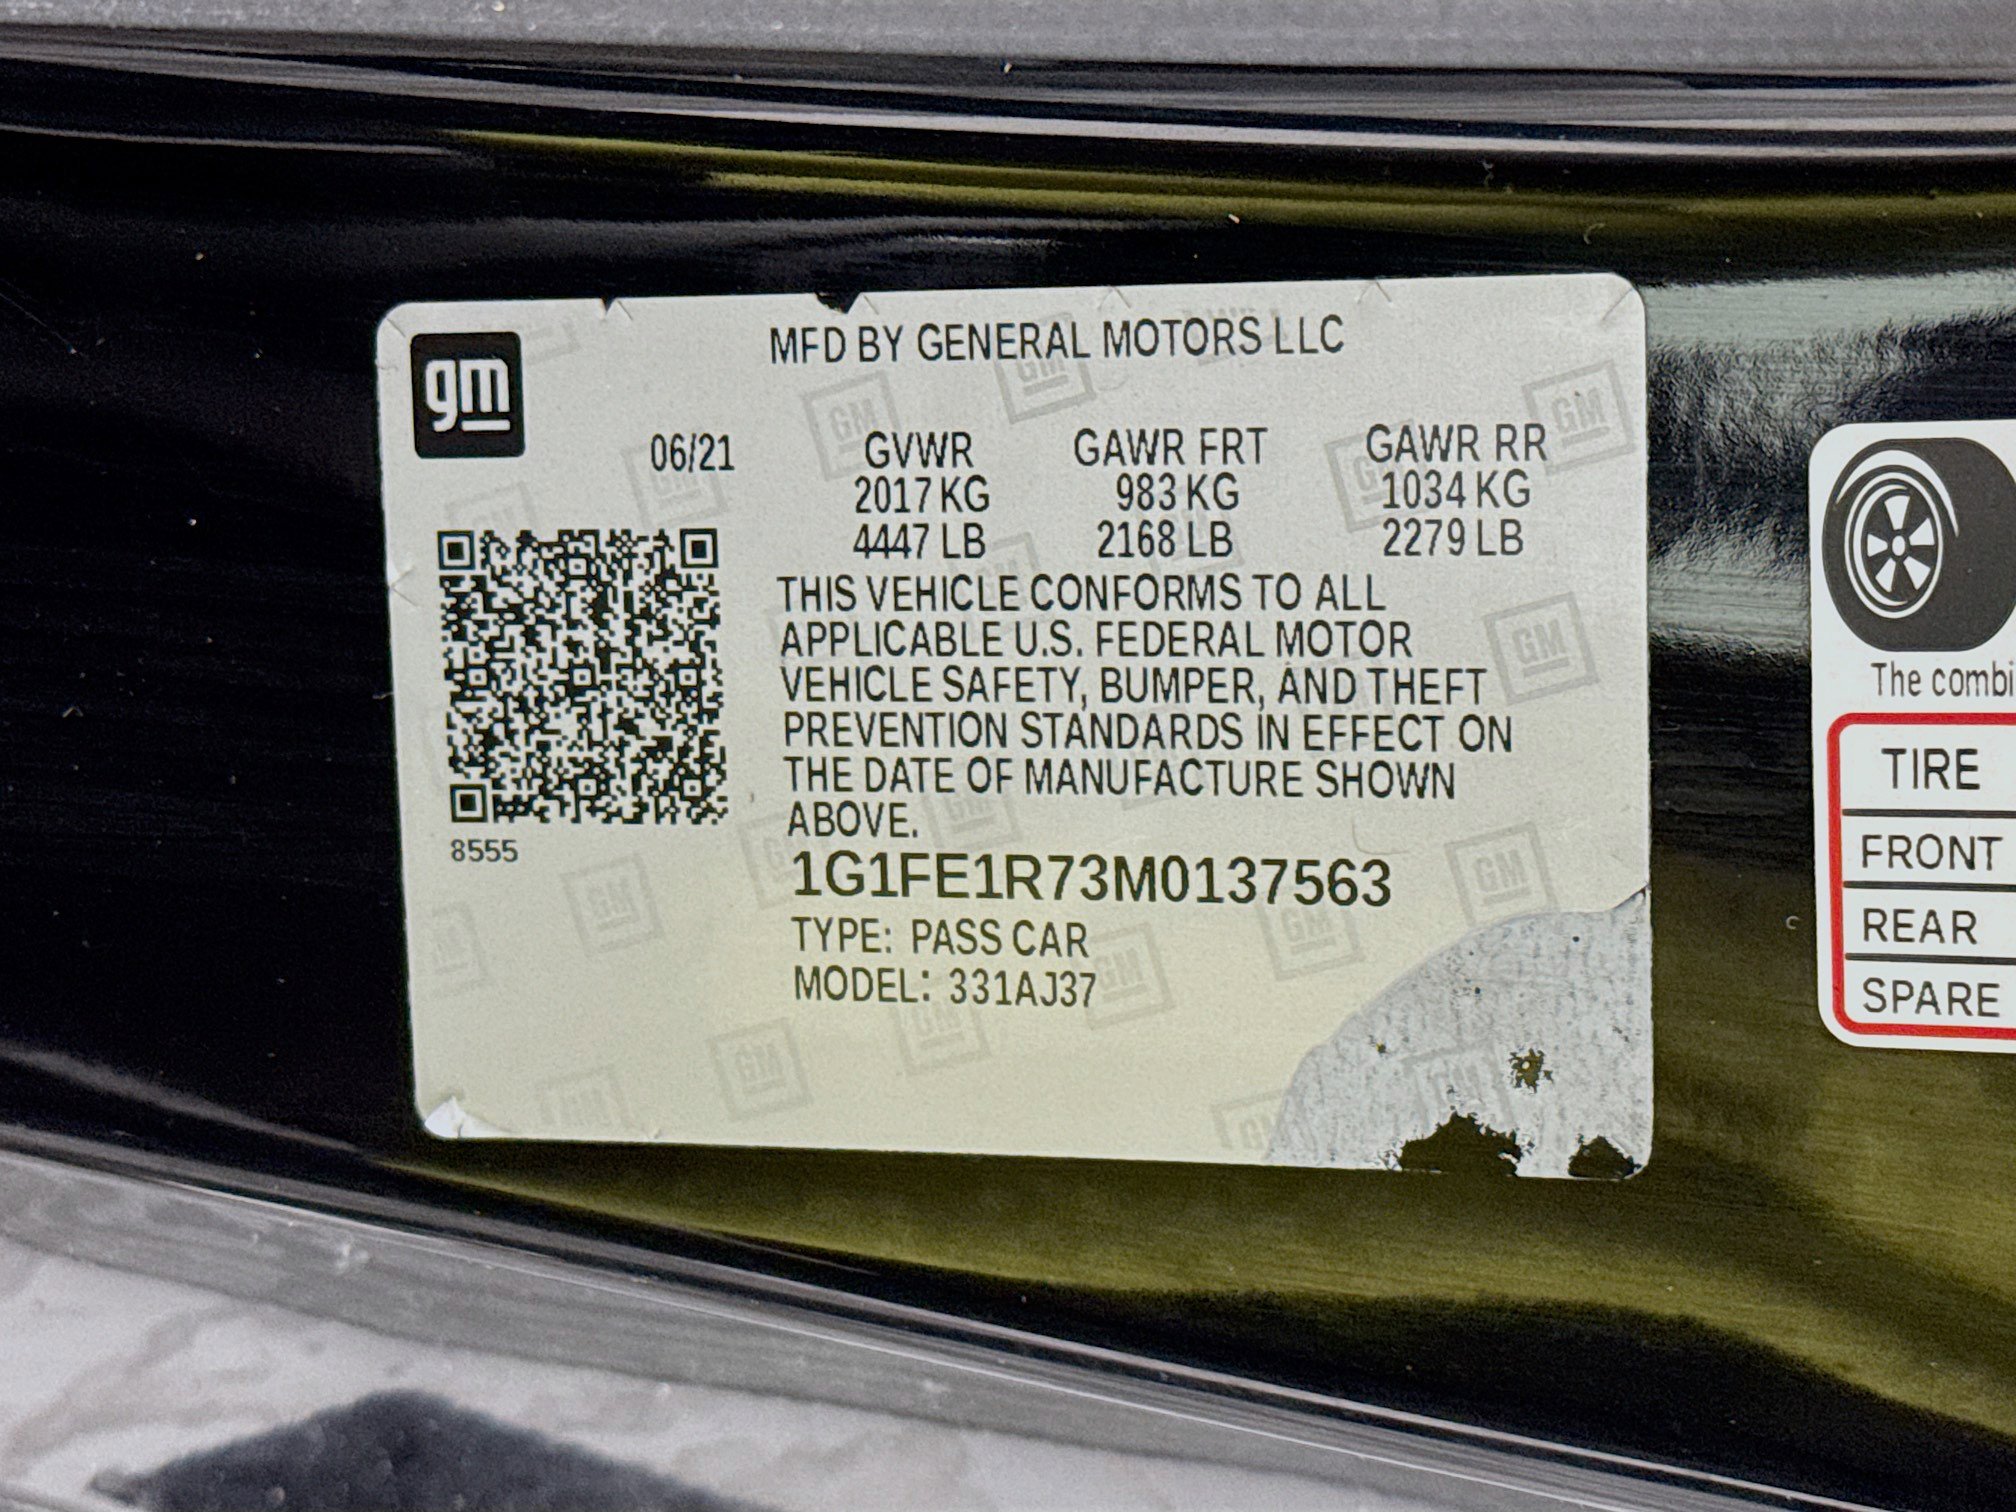 gm
MFD BY GENERAL MOTORS LLC
06/21
GVWR GAWR FRT GAWR RR
2017 KG 983 KG 1034 KG
4447 LB 2168 LB 2279 LB
THIS VEHICLE CONFORMS TO ALL
APPLICABLE U.S. FEDERAL MOTOR
VEHICLE SAFETY, BUMPER, AND THEFT
PREVENTION STANDARDS IN EFFECT ON
THE DATE OF MANUFACTURE SHOWN
ABOVE.
8555
1G1FE1R73M0137563
TYPE: PASS CAR
MODEL: 331AJ37
The
TIRE
FRONT
REAR
SPARE